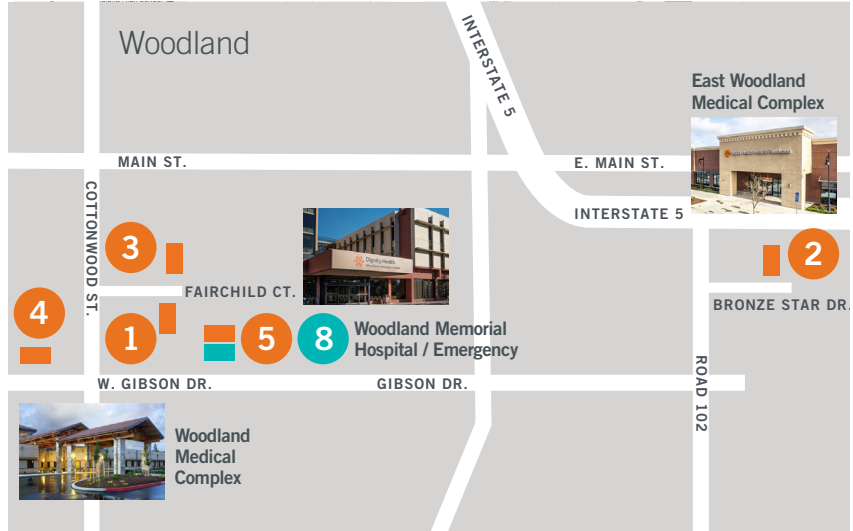 Woodland
INTERSTATE 5
East Woodland
Medical Complex
MAIN ST.
E. MAIN ST.
COTTONWOOD ST.
INTERSTATE 5
3
Dignity Health
2
FAIRCHILD CT.
BRONZE STAR DR.
4
1
5
8
Woodland Memorial
Hospital / Emergency
W. GIBSON DR.
GIBSON DR.
ROAD 102
Woodland
Medical
Complex